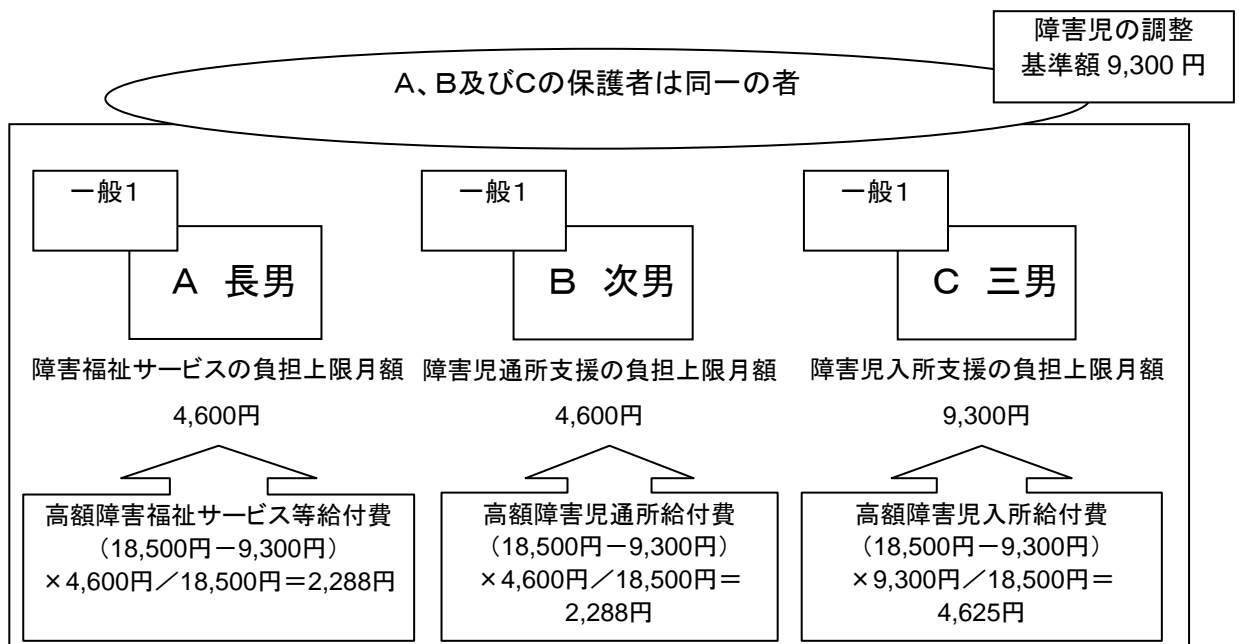 障害児の調整
基準額 9,300 円
A、B及びCの保護者は同一の者
一般1
A 長男
障害福祉サービスの負担上限月額
4,600円
高額障害福祉サービス等給付費
(18,500円-9,300円)
×4,600円/18,500円=2,288円
一般1
B 次男
障害児通所支援の負担上限月額
4,600円
高額障害児通所給付費
(18,500円-9,300円)
×4,600円/18,500円=
2,288円
一般1
C 三男
障害児入所支援の負担上限月額
9,300円
高額障害児入所給付費
(18,500円-9,300円)
×9,300円/18,500円=
4,625円